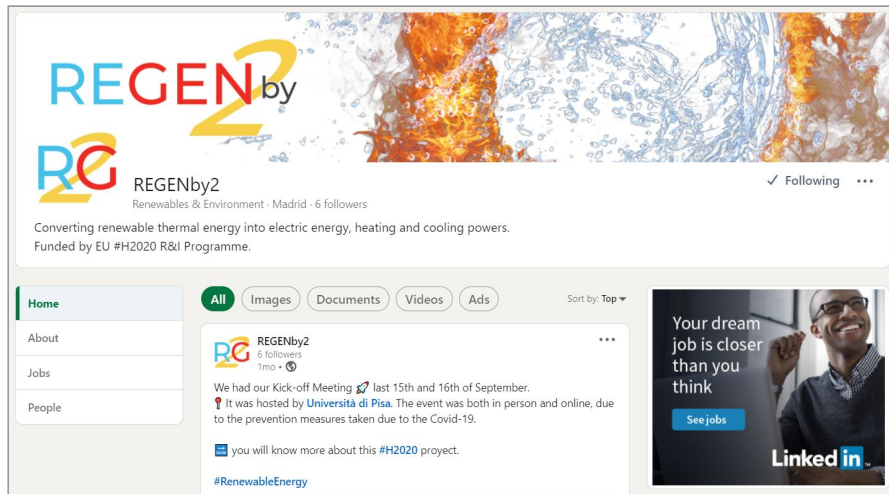 REGENby2
RG2
REGENby2
Renewables & Environment · Madrid · 6 followers
✓ Following ···
Converting renewable thermal energy into electric energy, heating and cooling powers.
Funded by EU #H2020 R&I Programme.
Home
About
Jobs
People
All
Images
Documents
Videos
Ads
Sort by: Top
RG2
REGENby2
6 followers
1mo •
We had our Kick-off Meeting 🚀 last 15th and 16th of September.
📍 It was hosted by Università di Pisa. The event was both in person and online, due
to the prevention measures taken due to the Covid-19.
🔜 you will know more about this #H2020 proyect.
#RenewableEnergy
Your dream
job is closer
than you
think
See jobs
Linked in